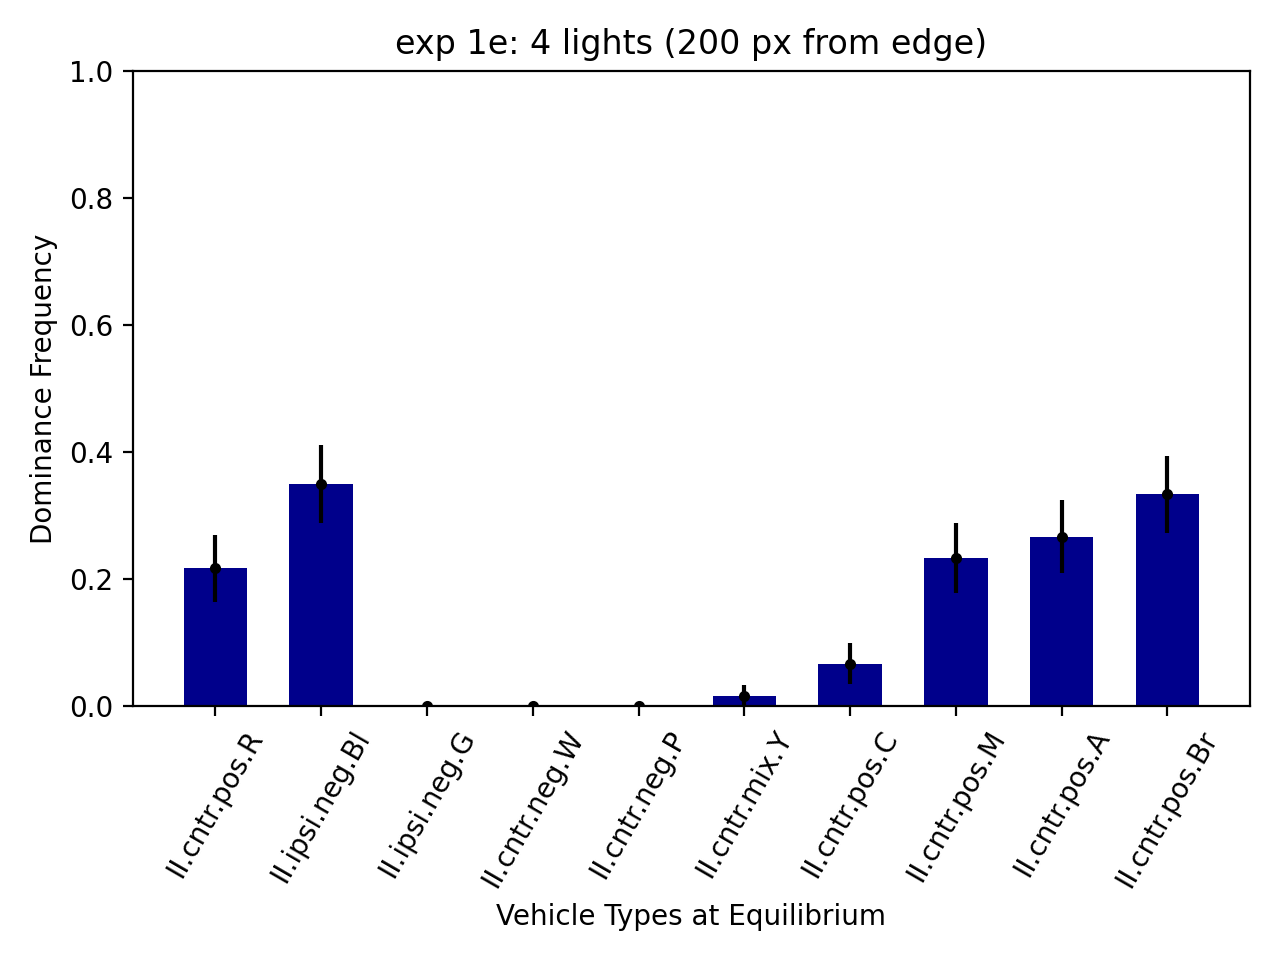 exp 1e: 4 lights (200 px from edge)
1.0
0.8
0.6
0.4
0.2
0.0
Dominance Frequency
II.cntr.pos.R
II.ipsi.neg.Bl
II.ipsi.neg.G
II.cntr.neg.W
II.cntr.neg.P
II.cntr.mix.Y
II.cntr.pos.C
II.cntr.pos.M
II.cntr.pos.A
II.cntr.pos.Br
Vehicle Types at Equilibrium